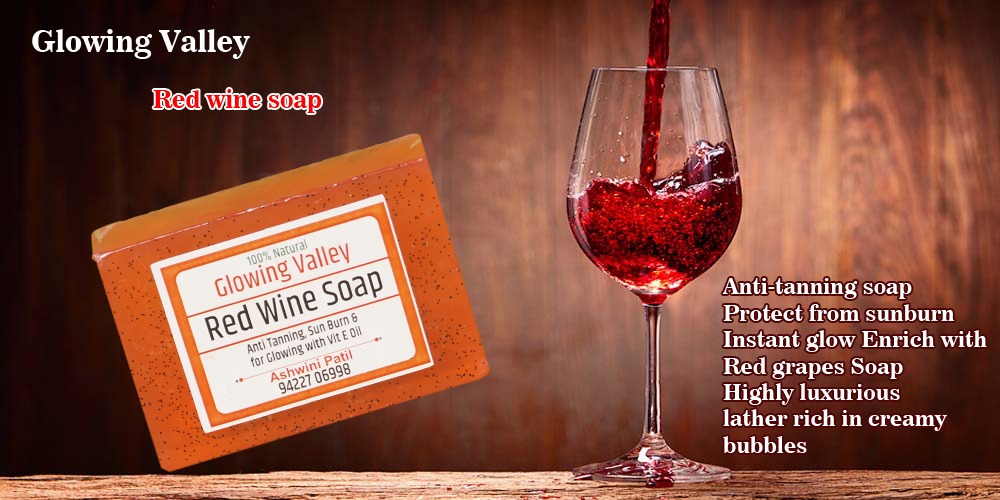 Glowing Valley
Red wine soap
100% Natural
Glowing Valley
Red Wine Soap
Anti Tanning, Sun Burn &
for Glowing with Vit E Oil
Ashwini Patil
94227 06998
Anti-tanning soap
Protect from sunburn
Instant glow Enrich with
Red grapes Soap
Highly luxurious
lather rich in creamy
bubbles